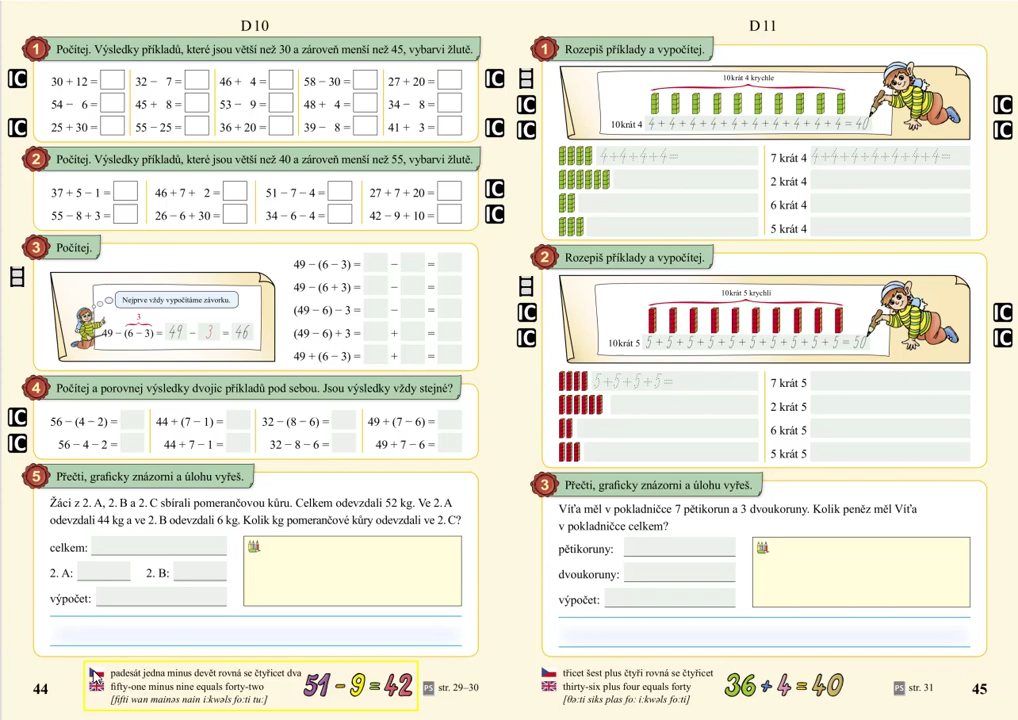 D 10
1 Počítej. Výsledky příkladů, které jsou větší než 30 a zároveň menší než 45, vybarvi žlutě.
30 + 12 = 32 − 7 = 46 + 4 = 58 − 30 = 27 + 20 =
54 − 6 = 45 + 8 = 53 − 9 = 48 + 4 = 34 − 8 =
25 + 30 = 55 − 25 = 36 + 20 = 39 − 8 = 41 + 3 =
2 Počítej. Výsledky příkladů, které jsou větší než 40 a zároveň menší než 55, vybarvi žlutě.
37 + 5 − 1 = 46 + 7 + 2 = 51 − 7 − 4 = 27 + 7 + 20 =
55 − 8 + 3 = 26 − 6 + 30 = 34 − 6 − 4 = 42 − 9 + 10 =
3 Počítej.
Nejprve vždy vypočítáme závorku.
3
49 − (6 − 3) = 49 − 3 = 46
49 − (6 − 3) = − =
49 − (6 + 3) = − =
(49 − 6) − 3 = − =
(49 − 6) + 3 = + =
49 + (6 − 3) = + =
4 Počítej a porovnej výsledky dvojic příkladů pod sebou. Jsou výsledky vždy stejné?
56 − (4 − 2) = 44 + (7 − 1) = 32 − (8 − 6) = 49 + (7 − 6) =
56 − 4 − 2 = 44 + 7 − 1 = 32 − 8 − 6 = 49 + 7 − 6 =
5 Přečti, graficky znázorni a úlohu vyřeš.
Žáci z 2. A, 2. B a 2. C sbírali pomerančovou kůru. Celkem odevzdali 52 kg. Ve 2. A
odevzdali 44 kg a ve 2. B odevzdali 6 kg. Kolik kg pomerančové kůry odevzdali ve 2. C?
celkem:
2. A: 2. B:
výpočet:
44
padesát jedna minus devět rovná se čtyřicet dva
fifty-one minus nine equals forty-two
[fifti wan mainəs nain i:kwəls fo:ti tu:]
51 − 9 = 42
PS str. 29–30
D 11
1 Rozepiš příklady a vypočítej.
10krát 4 krychle
10krát 4 4 + 4 + 4 + 4 + 4 + 4 + 4 + 4 + 4 + 4 = 40
4+4+4+4= 7 krát 4 4+4+4+4+4+4+4=
2 krát 4
6 krát 4
5 krát 4
2 Rozepiš příklady a vypočítej.
10krát 5 krychlí
10krát 5 5 + 5 + 5 + 5 + 5 + 5 + 5 + 5 + 5 + 5 = 50
5+5+5+5= 7 krát 5
2 krát 5
6 krát 5
5 krát 5
3 Přečti, graficky znázorni a úlohu vyřeš.
Víťa měl v pokladničce 7 pětikorun a 3 dvoukoruny. Kolik peněz měl Víťa
v pokladničce celkem?
pětikoruny:
dvoukoruny:
výpočet:
třicet šest plus čtyři rovná se čtyřicet
thirty-six plus four equals forty
[θə:ti siks plas fo: i:kwəls fo:ti]
36 + 4 = 40
PS str. 31
45